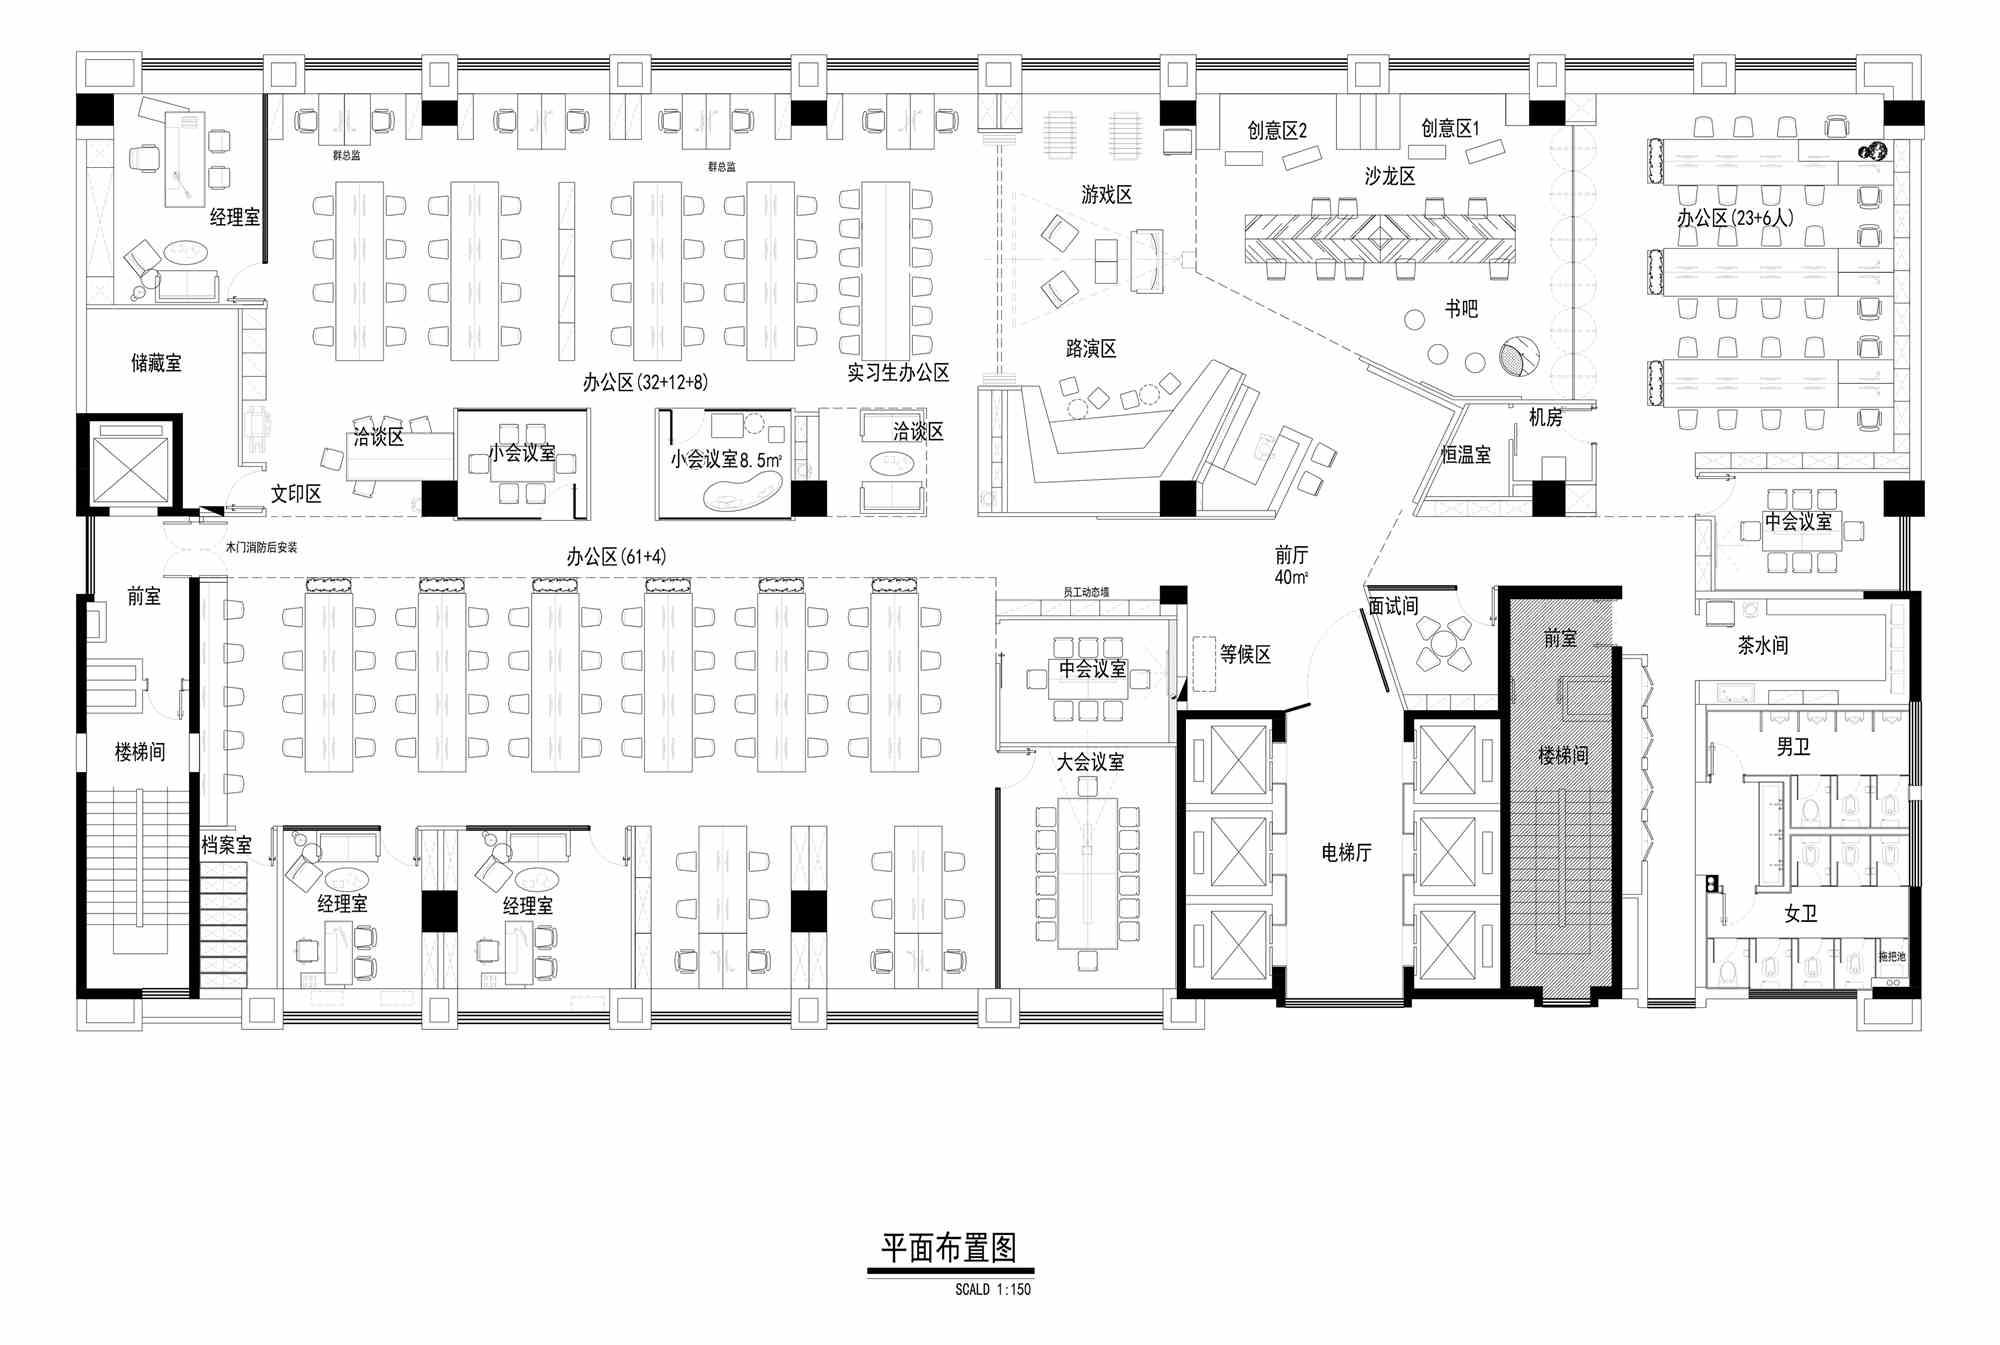 群总监
群总监
创意区2
创意区1
沙龙区
游戏区
经理室
办公区(23+6人)
书吧
储藏室
路演区
实习生办公区
办公区(32+12+8)
洽谈区
小会议室
小会议室8.5㎡
洽谈区
机房
恒温室
文印区
中会议室
木门消防后安装
办公区(61+4)
前厅
40㎡
前室
员工动态墙
面试间
前室
茶水间
等候区
中会议室
楼梯间
大会议室
楼梯间
男卫
档案室
电梯厅
经理室
经理室
女卫
拖把池
平面布置图
SCALD 1:150